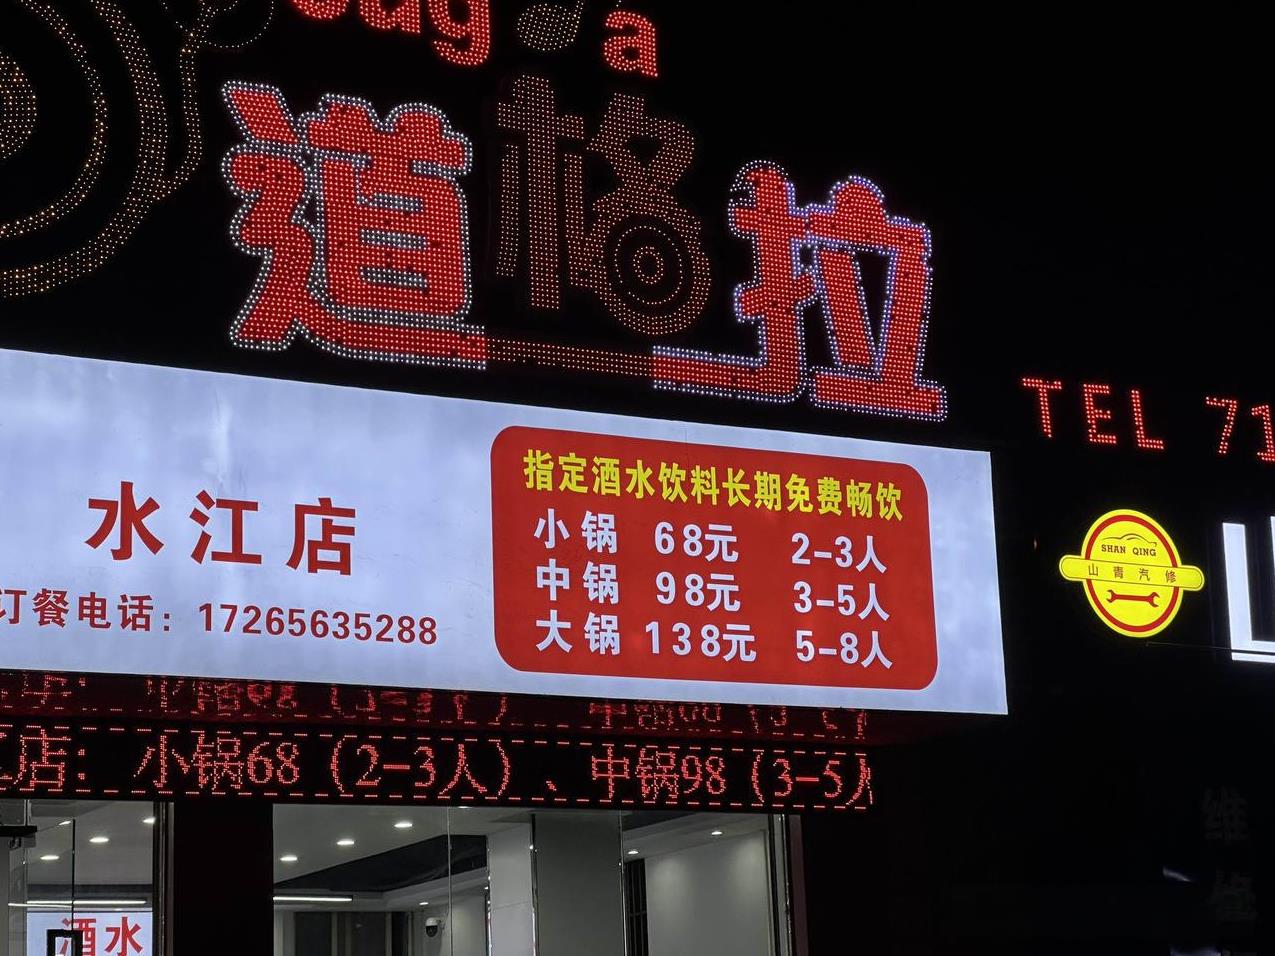 道格拉
TEL 71
水江店
订餐电话：17265635288
指定酒水饮料长期免费畅饮
小锅 68元 2-3人
中锅 98元 3-5人
大锅 138元 5-8人
SHAN QING
山青汽修
店：小锅68（2-3人）、中锅98（3-5人
酒水
维修